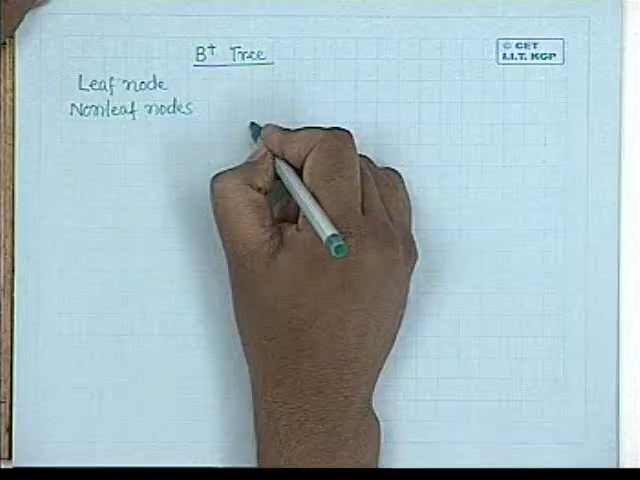 B+ Tree
© CET
I.I.T. KGP
Leaf node
Nonleaf nodes